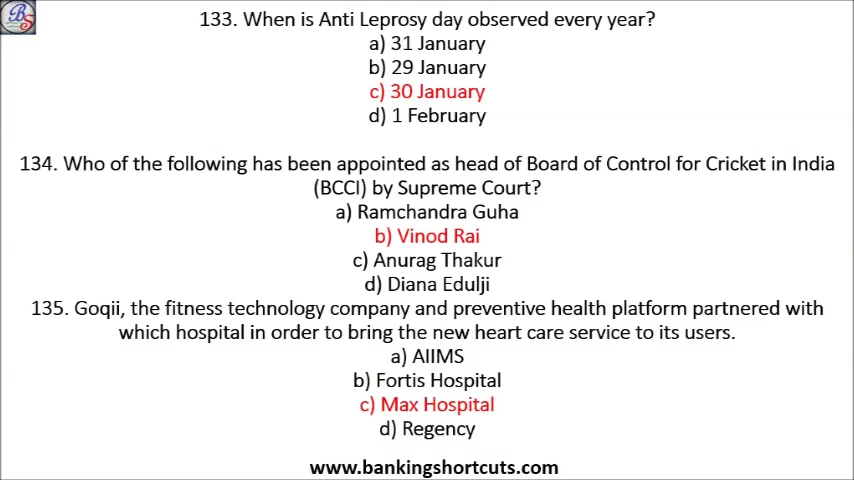 BS
133. When is Anti Leprosy day observed every year?
a) 31 January
b) 29 January
c) 30 January
d) 1 February
134. Who of the following has been appointed as head of Board of Control for Cricket in India
(BCCI) by Supreme Court?
a) Ramchandra Guha
b) Vinod Rai
c) Anurag Thakur
d) Diana Edulji
135. Goqii, the fitness technology company and preventive health platform partnered with
which hospital in order to bring the new heart care service to its users.
a) AIIMS
b) Fortis Hospital
c) Max Hospital
d) Regency
www.bankingshortcuts.com